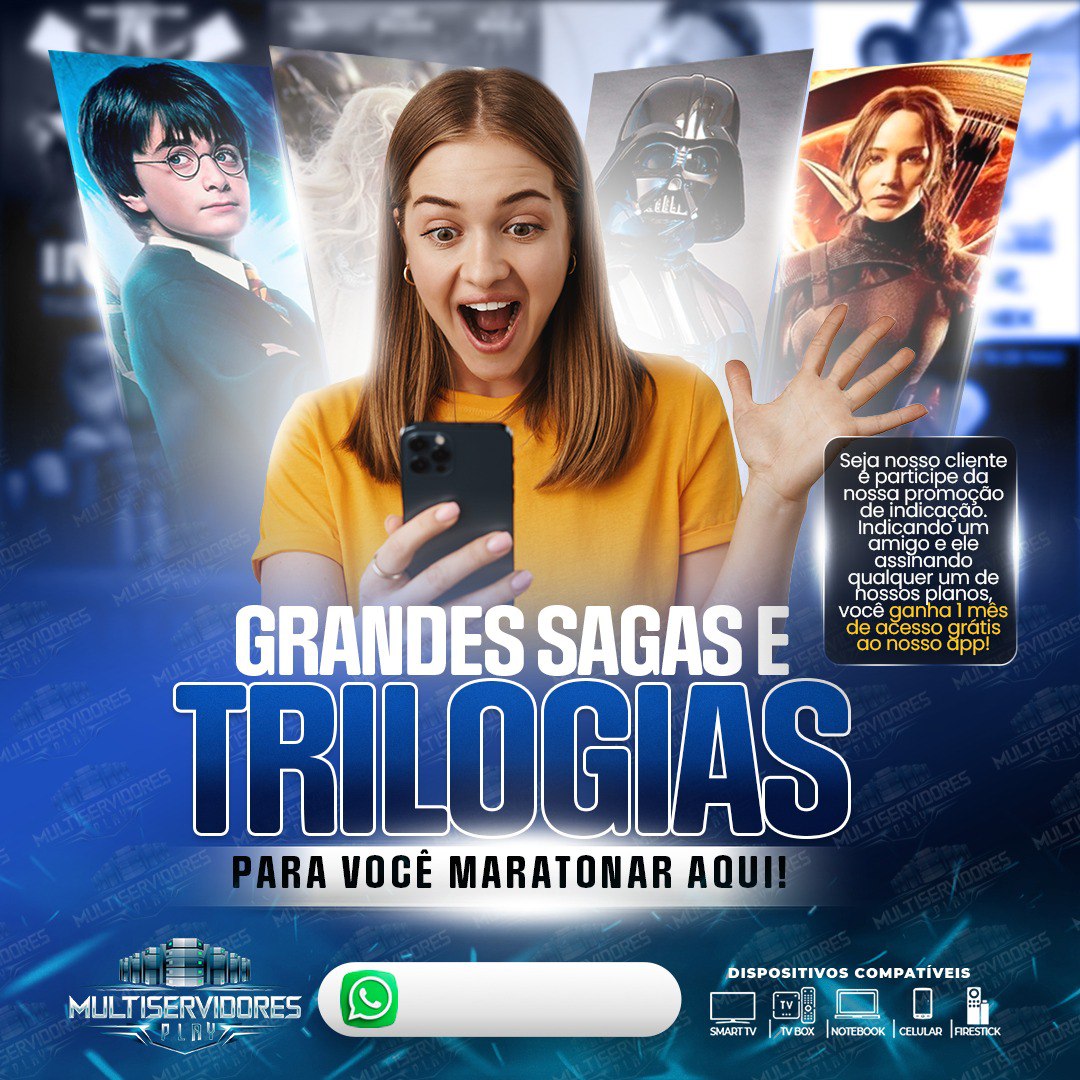 Seja nosso cliente
e participe da
nossa promoção
de indicação.
Indicando um
amigo e ele
assinando
qualquer um de
nossos planos,
você ganha 1 mês
de acesso grátis
ao nosso app!
GRANDES SAGAS E
TRILOGIAS
PARA VOCÊ MARATONAR AQUI!
MULTISERVIDORES
PLAY
DISPOSITIVOS COMPATÍVEIS
TV
SMART TV | TV BOX | NOTEBOOK | CELULAR | FIRESTICK